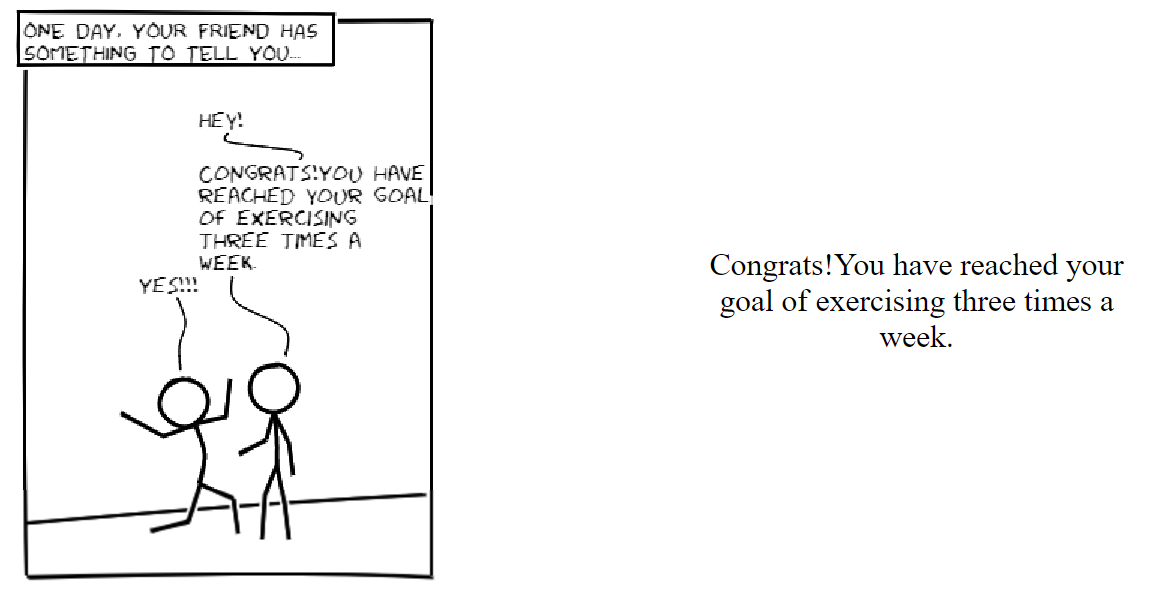 ONE DAY, YOUR FRIEND HAS
SOMETHING TO TELL YOU...
HEY!
CONGRATS!YOU HAVE
REACHED YOUR GOAL
OF EXERCISING
THREE TIMES A
WEEK.
YES!!!
Congrats!You have reached your
goal of exercising three times a
week.